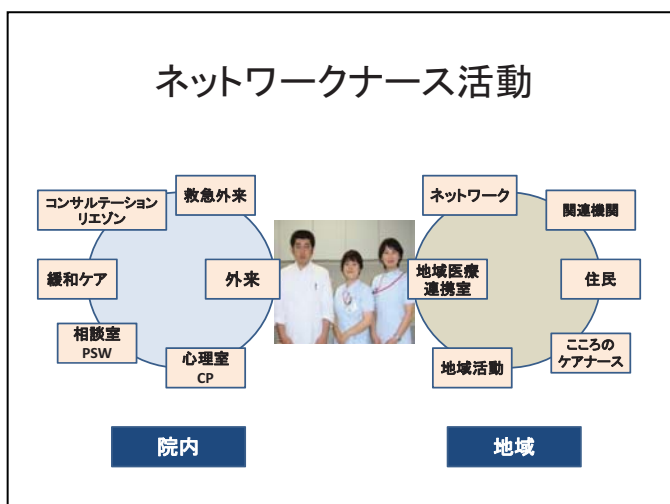 ネットワークナース活動
救急外来
コンサルテーション
リエゾン
緩和ケア
外来
相談室
PSW
心理室
CP
院内
ネットワーク
関連機関
地域医療
連携室
住民
こころの
ケアナース
地域活動
地域